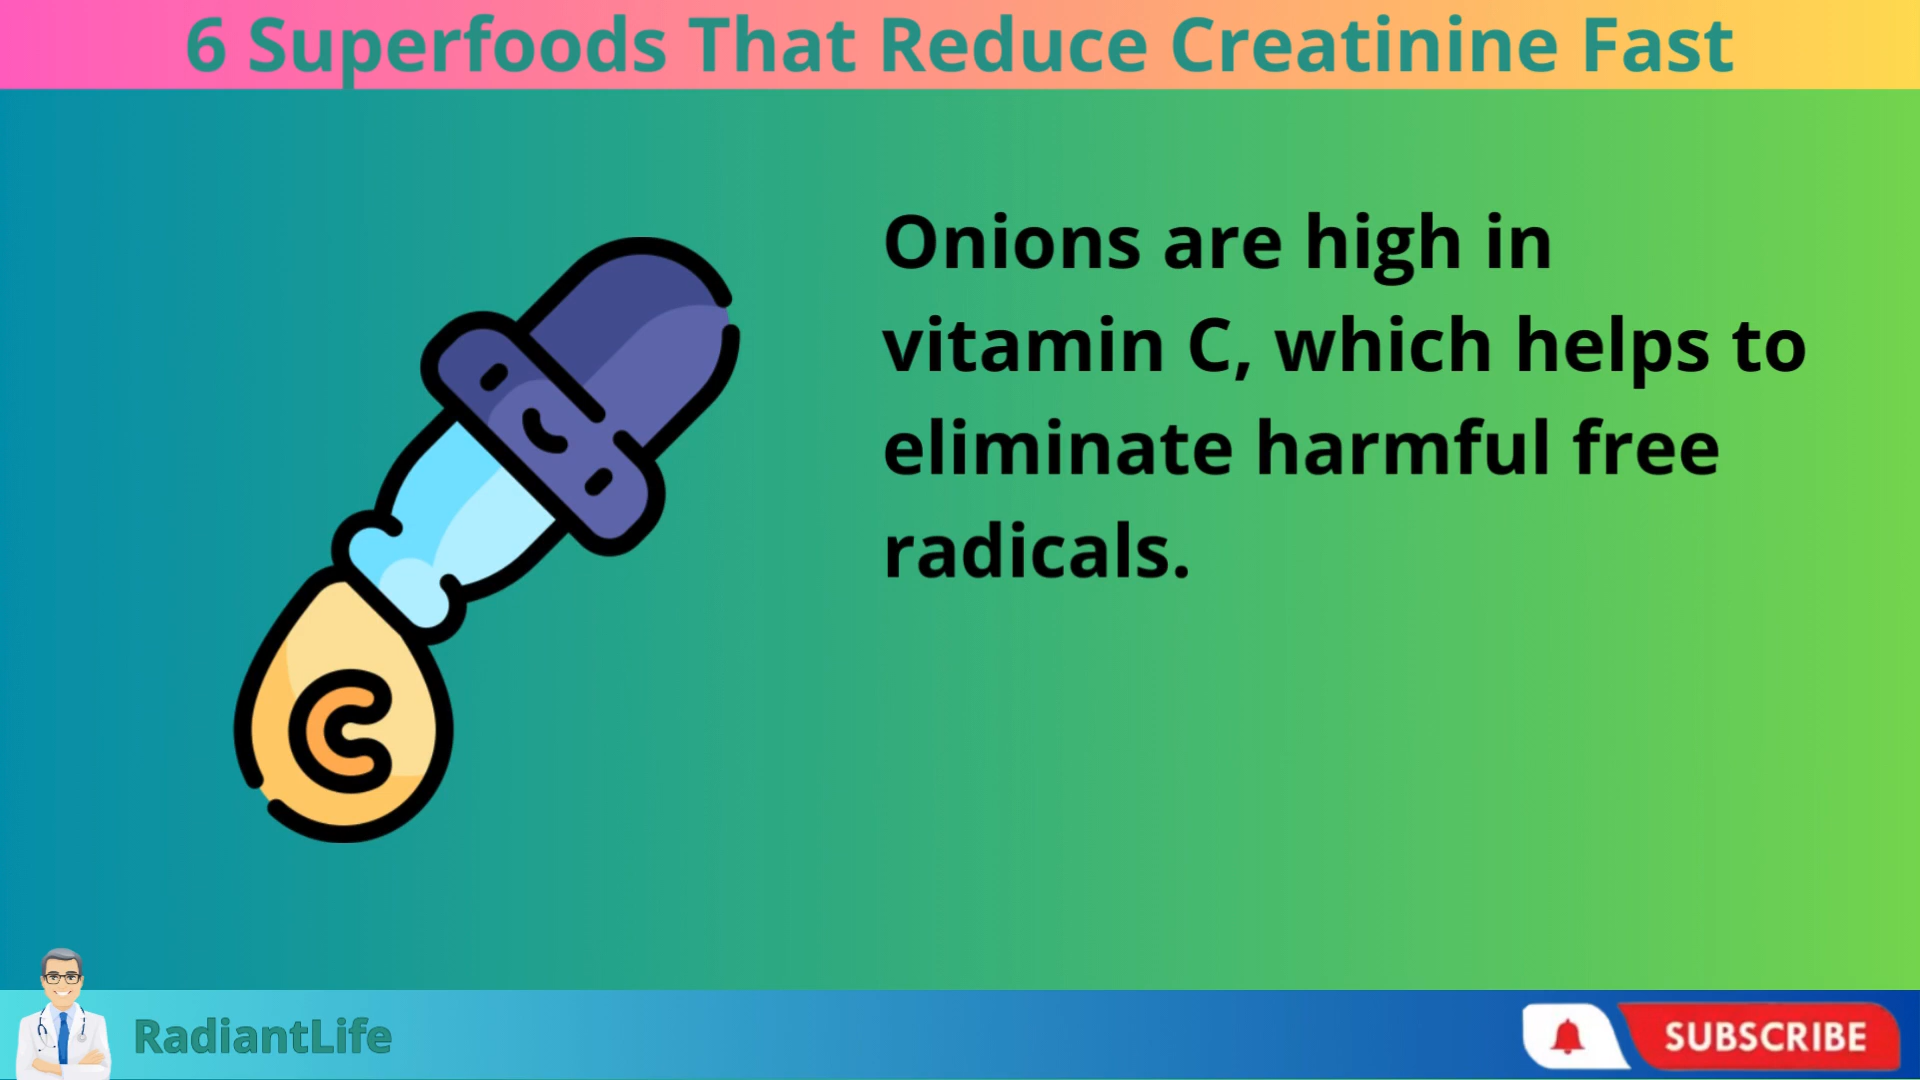 6 Superfoods That Reduce Creatinine Fast
Onions are high in
vitamin C, which helps to
eliminate harmful free
radicals.
C
RadiantLife
SUBSCRIBE